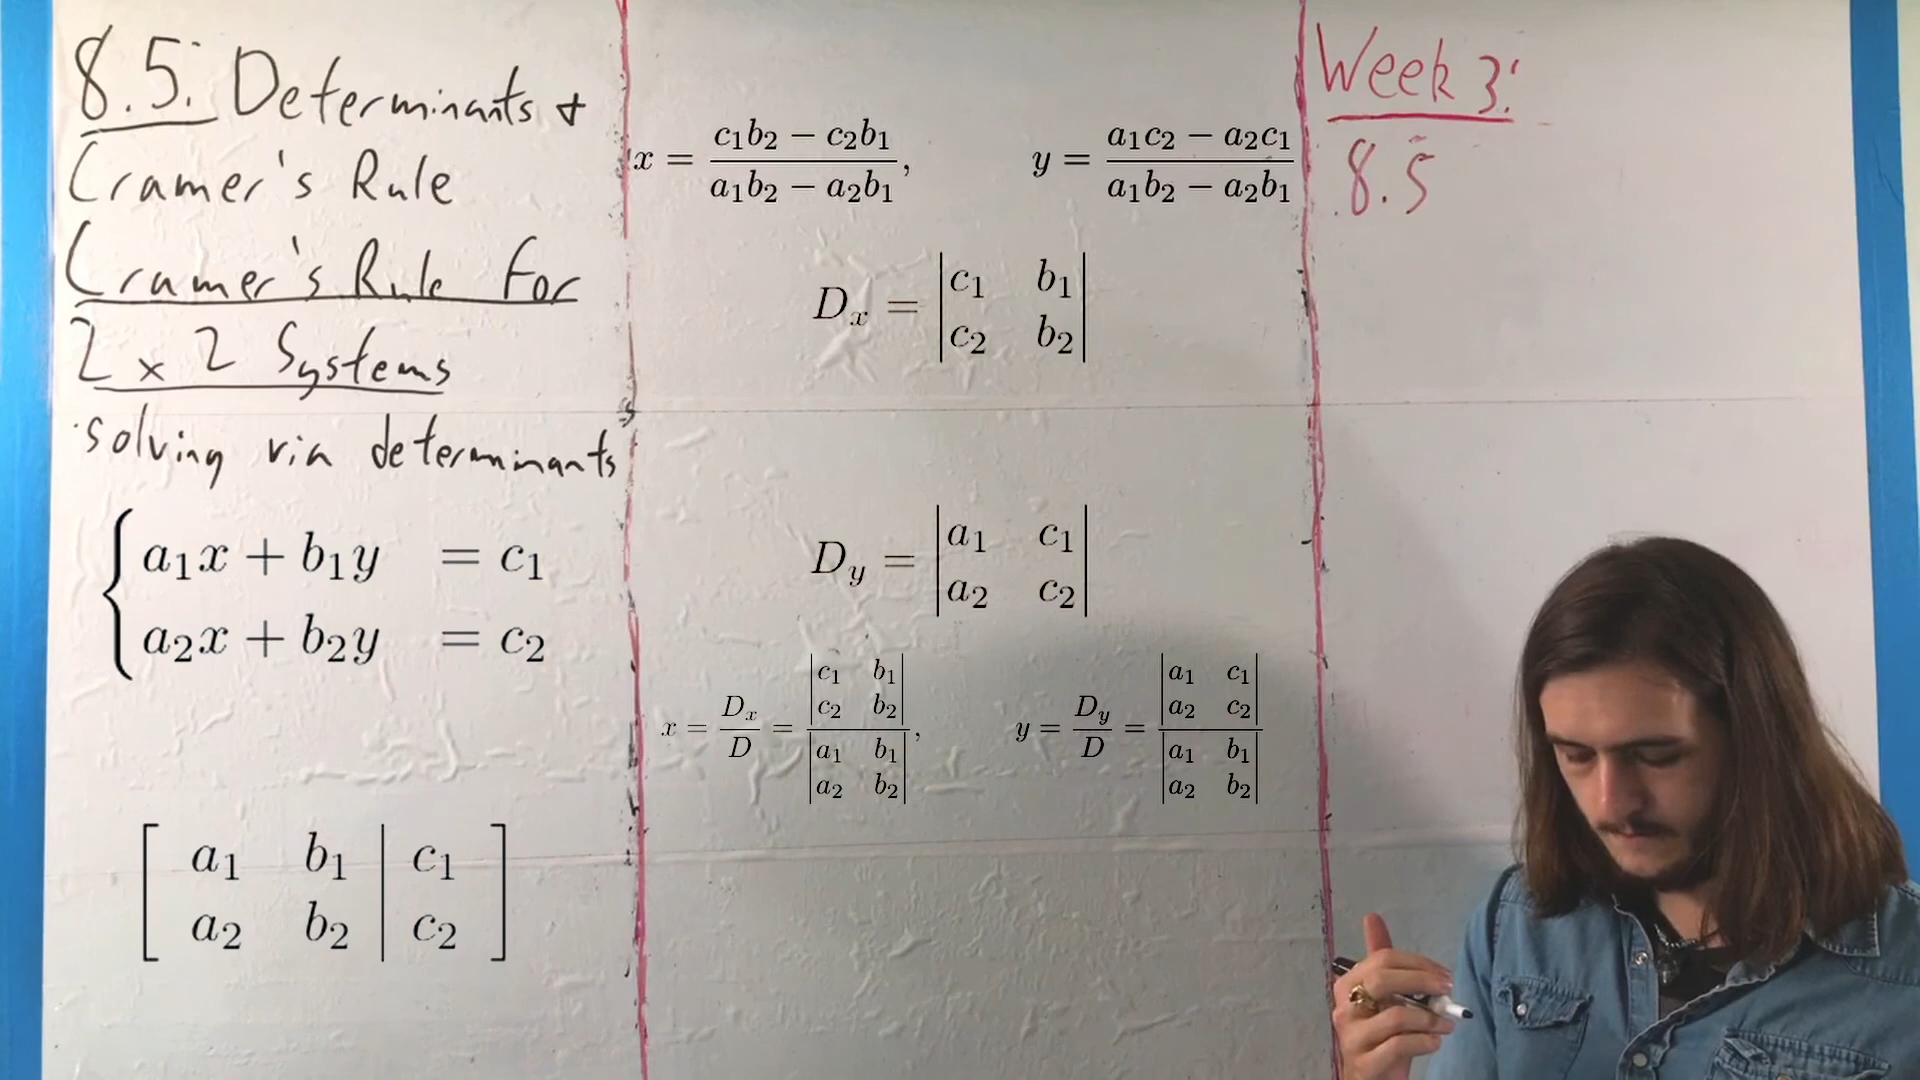 8.5: Determinants &
Cramer's Rule
Cramer's Rule For
2 x 2 Systems
solving via determinants
a₁x + b₁y = c₁
a₂x + b₂y = c₂
a₁ b₁ | c₁
a₂ b₂ | c₂
x = (c₁b₂ − c₂b₁)/(a₁b₂ − a₂b₁), y = (a₁c₂ − a₂c₁)/(a₁b₂ − a₂b₁)
Dₓ = |c₁ b₁|
|c₂ b₂|
D_y = |a₁ c₁|
|a₂ c₂|
x = Dₓ/D = |c₁ b₁; c₂ b₂| / |a₁ b₁; a₂ b₂|, y = D_y/D = |a₁ c₁; a₂ c₂| / |a₁ b₁; a₂ b₂|
Week 3:
8.5